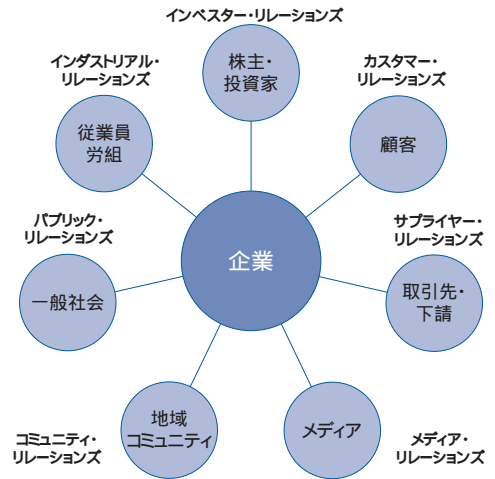 インベスター・リレーションズ
株主・
投資家
インダストリアル・
リレーションズ
従業員
労組
カスタマー・
リレーションズ
顧客
企業
パブリック・
リレーションズ
一般社会
サプライヤー・
リレーションズ
取引先・
下請
地域
コミュニティ
コミュニティ・
リレーションズ
メディア
メディア・
リレーションズ